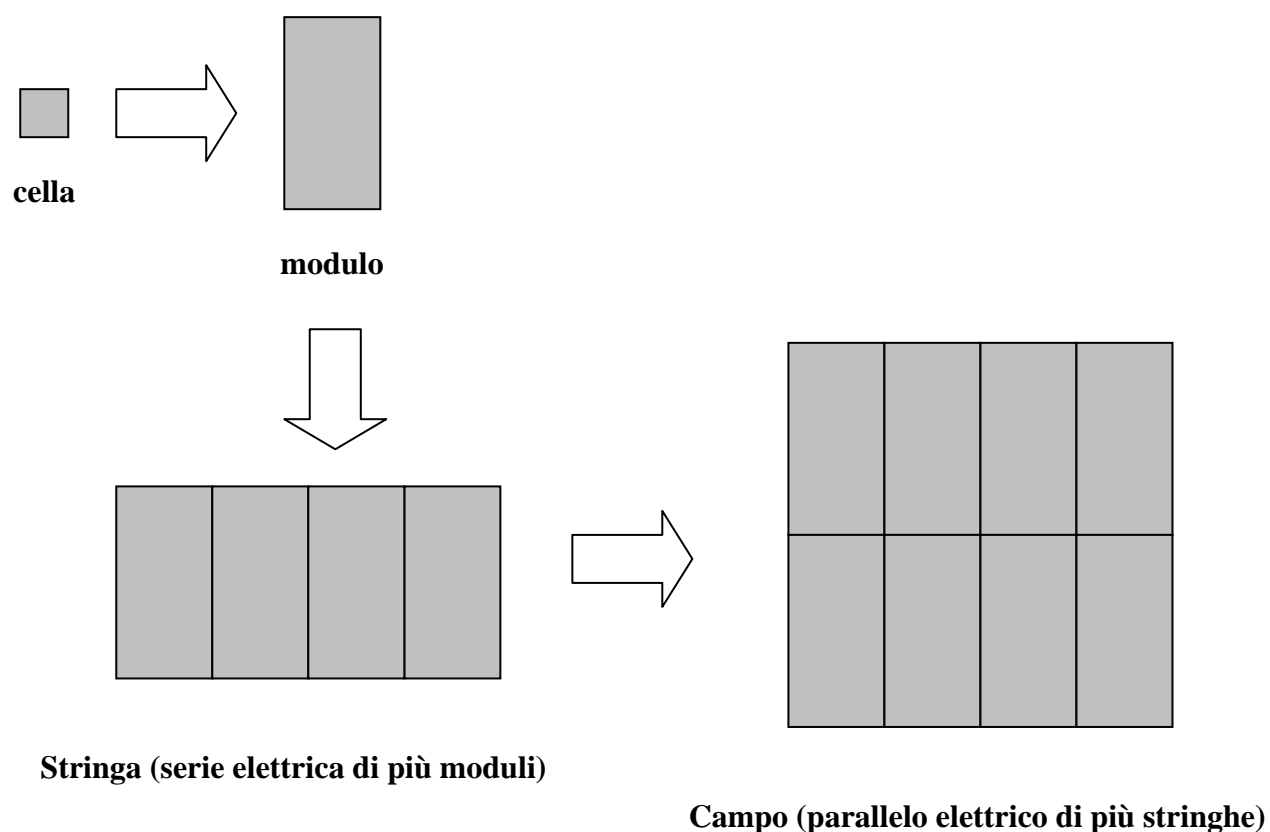 cella
modulo
Stringa (serie elettrica di più moduli)
Campo (parallelo elettrico di più stringhe)